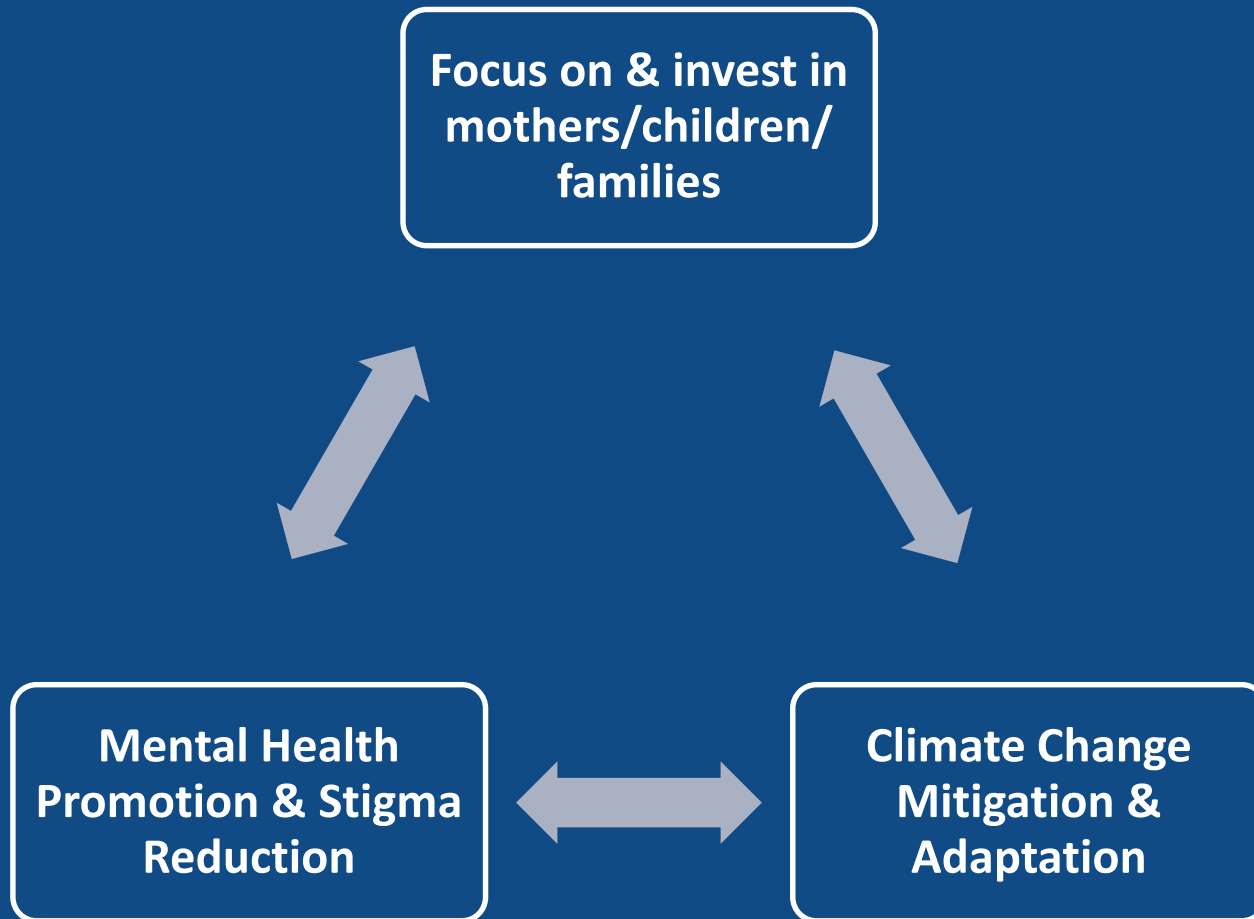 Focus on & invest in
mothers/children/
families
Mental Health
Promotion & Stigma
Reduction
Climate Change
Mitigation &
Adaptation